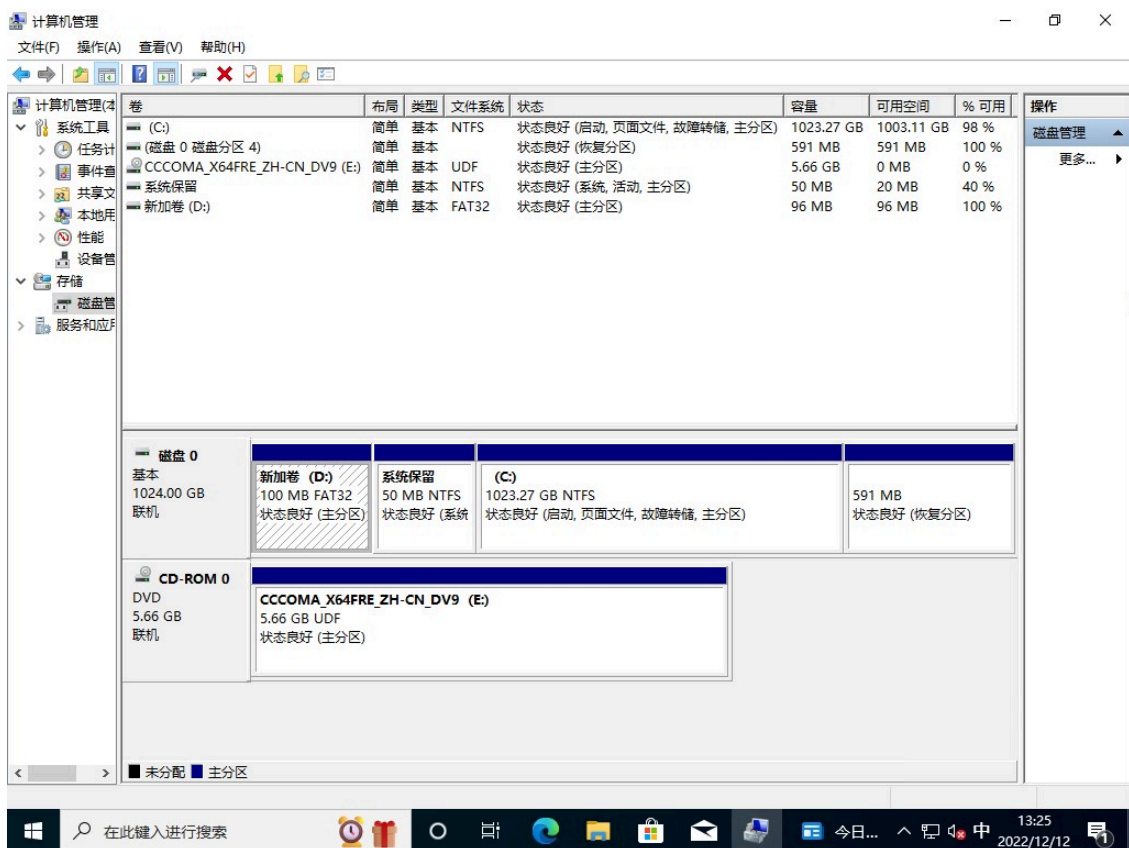 计算机管理
文件(F) 操作(A) 查看(V) 帮助(H)
计算机管理(本
系统工具
任务计
事件查
共享文
本地用
性能
设备管
存储
磁盘管
服务和应用
卷 布局 类型 文件系统 状态 容量 可用空间 % 可用
(C:) 简单 基本 NTFS 状态良好 (启动, 页面文件, 故障转储, 主分区) 1023.27 GB 1003.11 GB 98 %
(磁盘 0 磁盘分区 4) 简单 基本 状态良好 (恢复分区) 591 MB 591 MB 100 %
CCCOMA_X64FRE_ZH-CN_DV9 (E:) 简单 基本 UDF 状态良好 (主分区) 5.66 GB 0 MB 0 %
系统保留 简单 基本 NTFS 状态良好 (系统, 活动, 主分区) 50 MB 20 MB 40 %
新加卷 (D:) 简单 基本 FAT32 状态良好 (主分区) 96 MB 96 MB 100 %
操作
磁盘管理
更多...
磁盘 0
基本
1024.00 GB
联机
新加卷 (D:)
100 MB FAT32
状态良好 (主分区)
系统保留
50 MB NTFS
状态良好 (系统
(C:)
1023.27 GB NTFS
状态良好 (启动, 页面文件, 故障转储, 主分区)
591 MB
状态良好 (恢复分区)
CD-ROM 0
DVD
5.66 GB
联机
CCCOMA_X64FRE_ZH-CN_DV9 (E:)
5.66 GB UDF
状态良好 (主分区)
未分配 主分区
在此键入进行搜索
今日...
中
13:25
2022/12/12
1